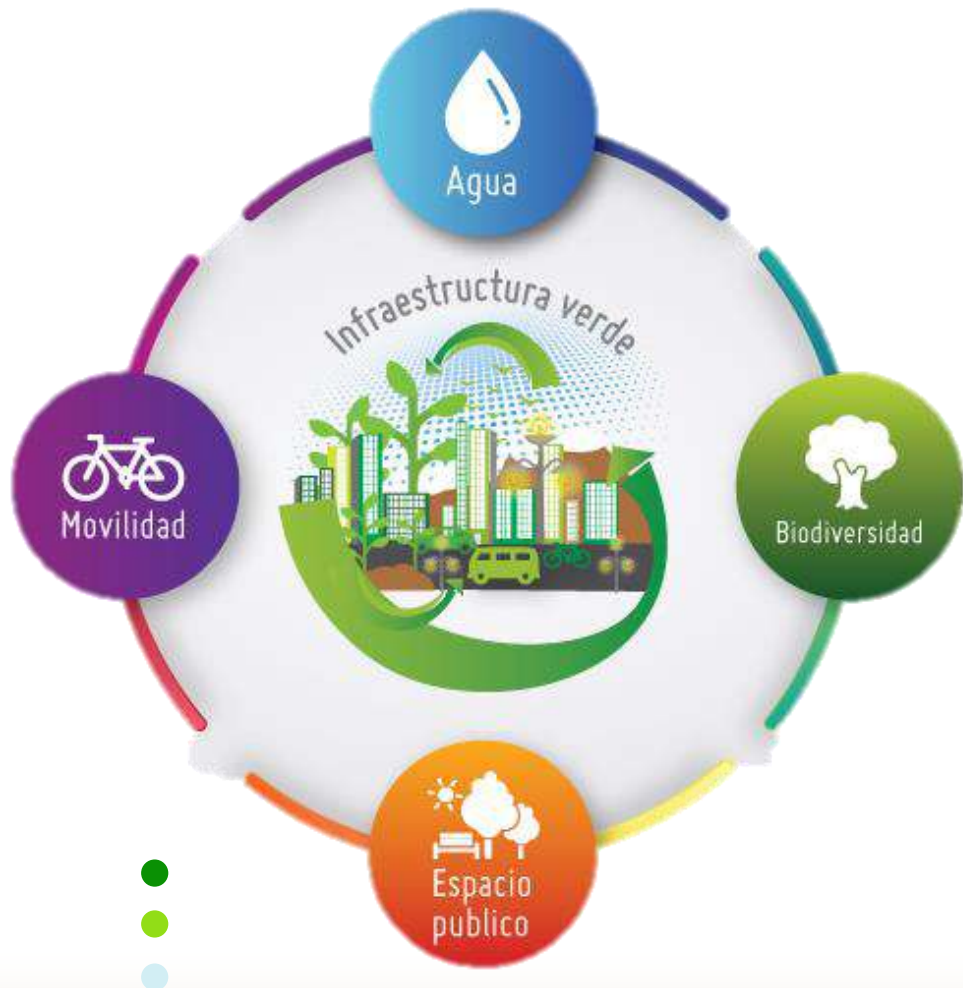 Agua
Infraestructura verde
Movilidad
Biodiversidad
Espacio
publico